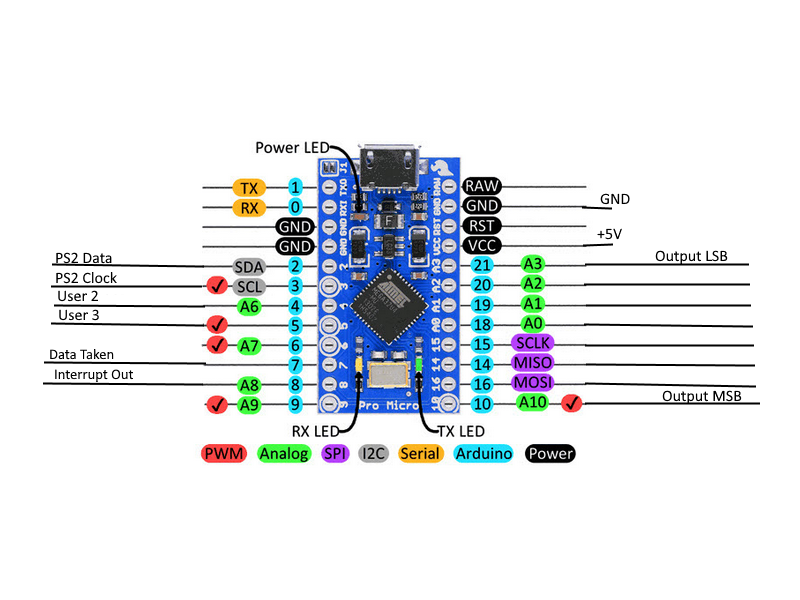 Power LED
J1
TX 1 TXO RAW RAW
RX 0 RXI GND GND GND
GND GND RST RST
GND GND VCC VCC +5V
PS2 Data SDA 2 2 A3 21 A3 Output LSB
PS2 Clock SCL 3 3 A2 20 A2
User 2 A6 4 4 A1 19 A1
User 3 5 5 A0 18 A0
A7 6 6 15 15 SCLK
Data Taken 7 7 14 14 MISO
Interrupt Out A8 8 8 16 16 MOSI
A9 9 9 Pro Micro 10 10 A10 Output MSB
F
RX LED TX LED
PWM Analog SPI I2C Serial Arduino Power